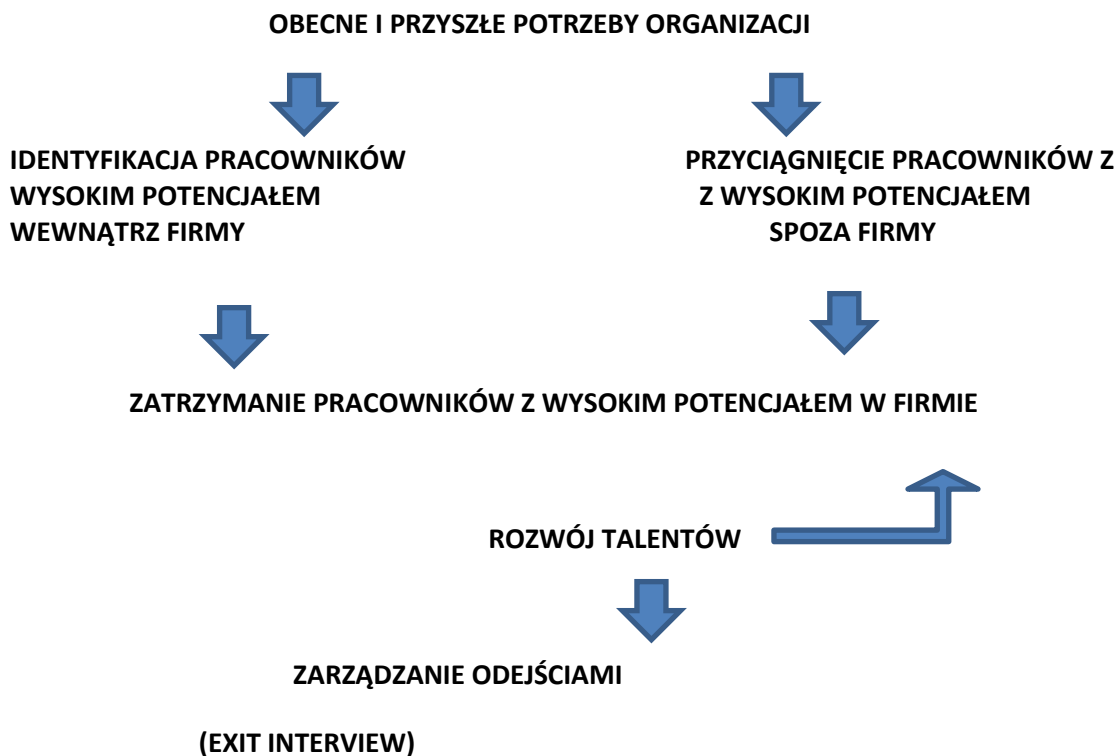 OBECNE I PRZYSZŁE POTRZEBY ORGANIZACJI
IDENTYFIKACJA PRACOWNIKÓW
WYSOKIM POTENCJAŁEM
WEWNĄTRZ FIRMY
PRZYCIĄGNIĘCIE PRACOWNIKÓW Z
Z WYSOKIM POTENCJAŁEM
SPOZA FIRMY
ZATRZYMANIE PRACOWNIKÓW Z WYSOKIM POTENCJAŁEM W FIRMIE
ROZWÓJ TALENTÓW
ZARZĄDZANIE ODEJŚCIAMI
(EXIT INTERVIEW)